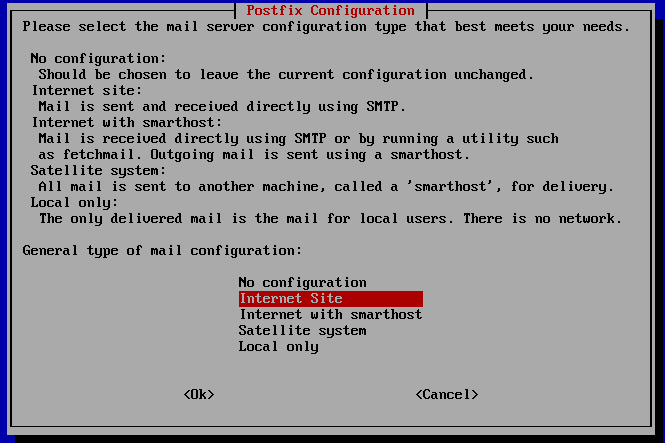 Postfix Configuration
Please select the mail server configuration type that best meets your needs.
No configuration:
Should be chosen to leave the current configuration unchanged.
Internet site:
Mail is sent and received directly using SMTP.
Internet with smarthost:
Mail is received directly using SMTP or by running a utility such
as fetchmail. Outgoing mail is sent using a smarthost.
Satellite system:
All mail is sent to another machine, called a 'smarthost', for delivery.
Local only:
The only delivered mail is the mail for local users. There is no network.
General type of mail configuration:
No configuration
Internet Site
Internet with smarthost
Satellite system
Local only
<Ok> <Cancel>